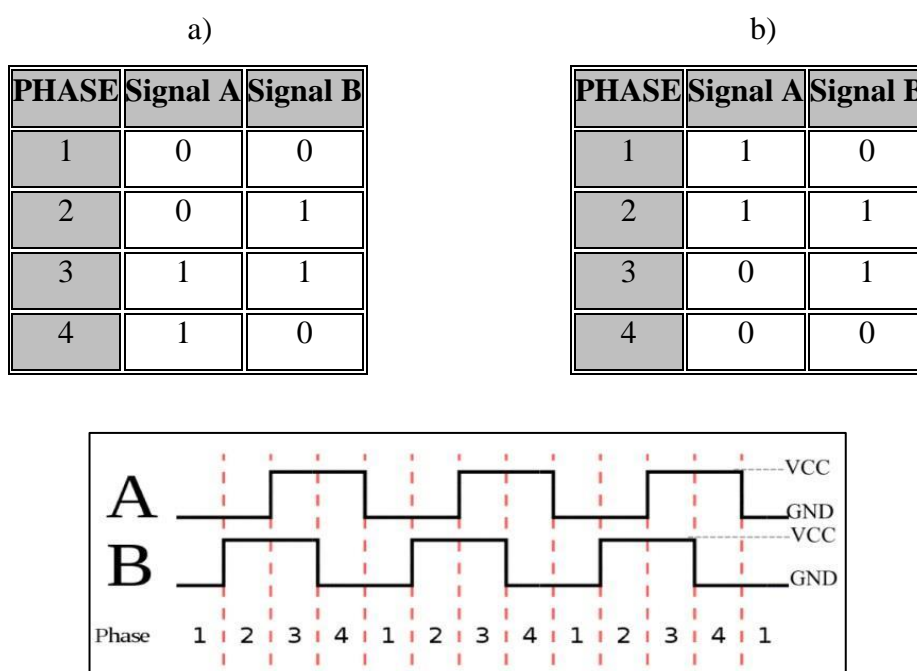 a)
PHASE Signal A Signal B
1 0 0
2 0 1
3 1 1
4 1 0
b)
PHASE Signal A Signal B
1 1 0
2 1 1
3 0 1
4 0 0
A
VCC
GND
B
VCC
GND
Phase 1 2 3 4 1 2 3 4 1 2 3 4 1